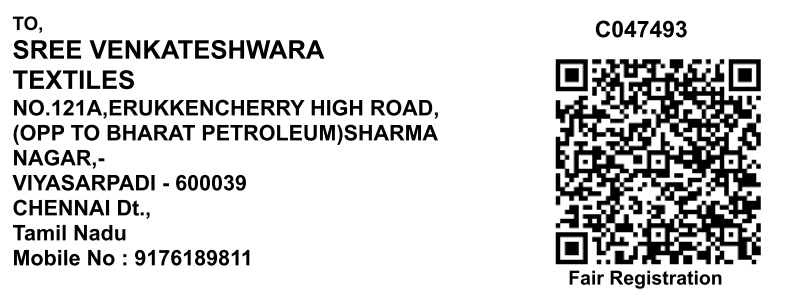 TO,
SREE VENKATESHWARA
TEXTILES
NO.121A,ERUKKENCHERRY HIGH ROAD,
(OPP TO BHARAT PETROLEUM)SHARMA
NAGAR,-
VIYASARPADI - 600039
CHENNAI Dt.,
Tamil Nadu
Mobile No : 9176189811
C047493
Fair Registration